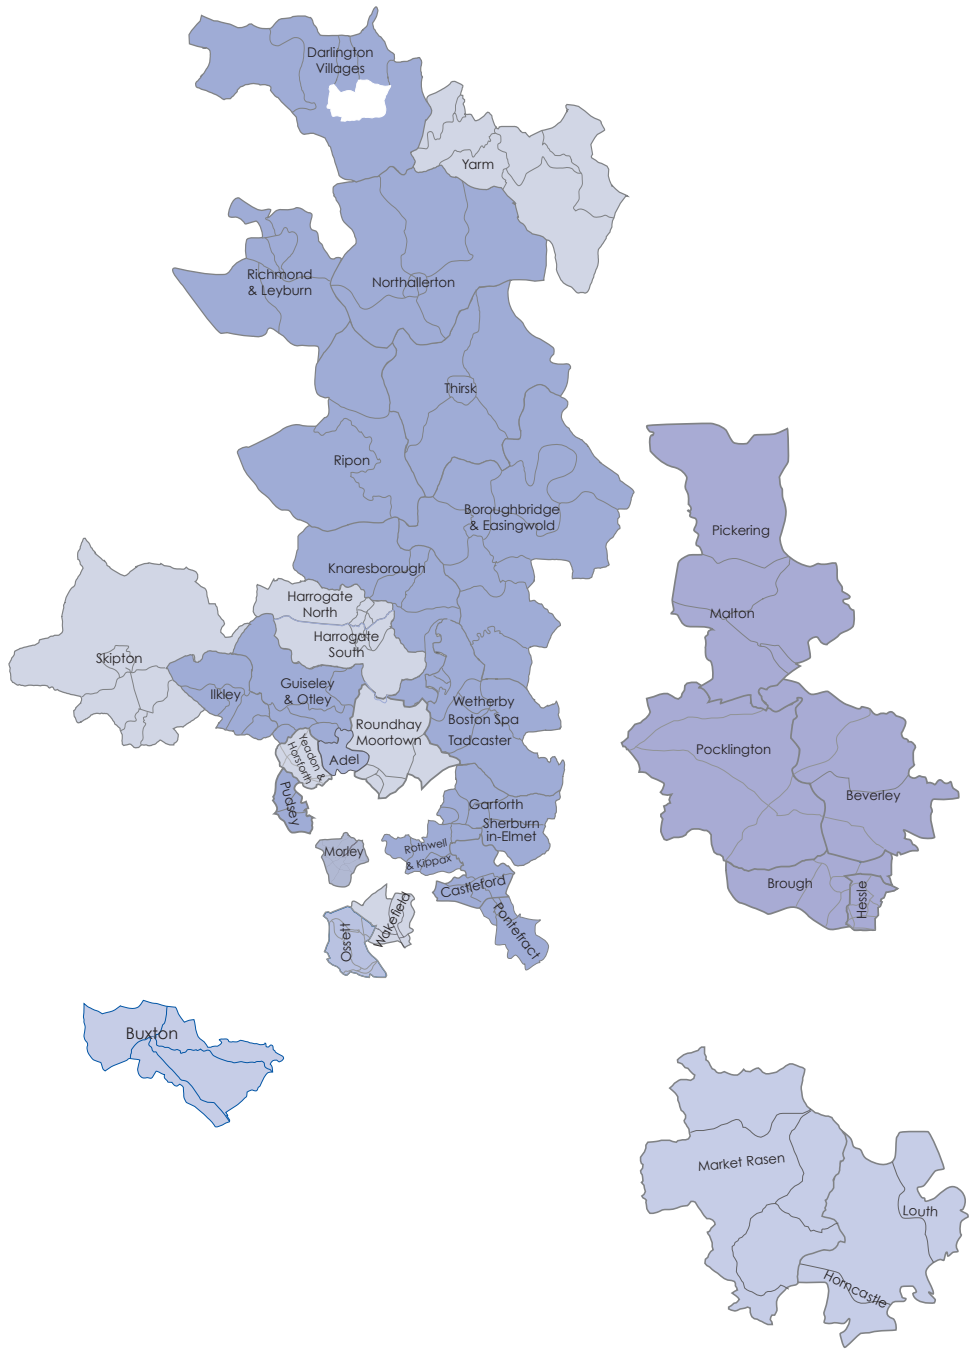 Darlington
Villages
Yarm
Richmond
& Leyburn
Northallerton
Thirsk
Ripon
Boroughbridge
& Easingwold
Pickering
Knaresborough
Harrogate
North
Malton
Harrogate
South
Skipton
Guiseley
& Otley
Ilkley
Wetherby
Boston Spa
Roundhay
Moortown
Tadcaster
Pocklington
Yeadon &
Horsforth
Adel
Beverley
Pudsey
Garforth
Sherburn
in-Elmet
Rothwell
& Kippax
Morley
Castleford
Brough
Hessle
Wakefield
Pontefract
Ossett
Buxton
Market Rasen
Louth
Horncastle